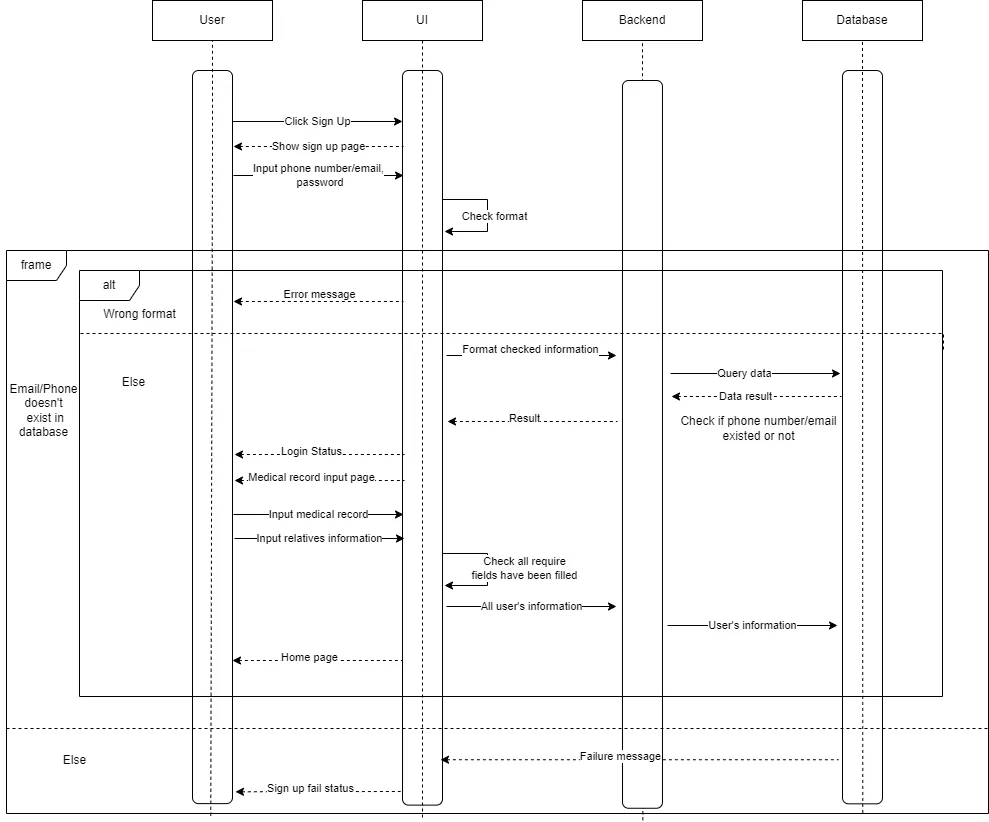 User
UI
Backend
Database
Click Sign Up
Show sign up page
Input phone number/email,
password
Check format
frame
alt
Error message
Wrong format
Format checked information
Query data
Else
Email/Phone
doesn't
exist in
database
Data result
Result
Check if phone number/email
existed or not
Login Status
Medical record input page
Input medical record
Input relatives information
Check all require
fields have been filled
All user's information
User's information
Home page
Else
Failure message
Sign up fail status